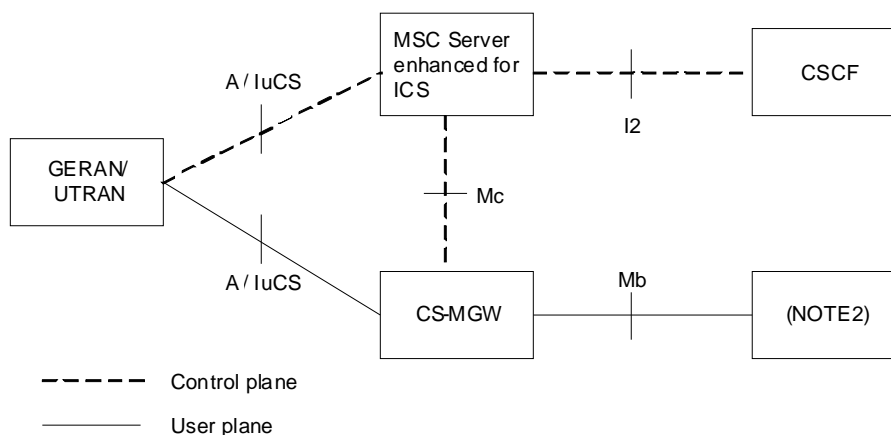 MSC Server
enhanced for
ICS
CSCF
A / IuCS
I2
GERAN/
UTRAN
Mc
A / IuCS
Mb
CS-MGW
(NOTE2)
Control plane
User plane